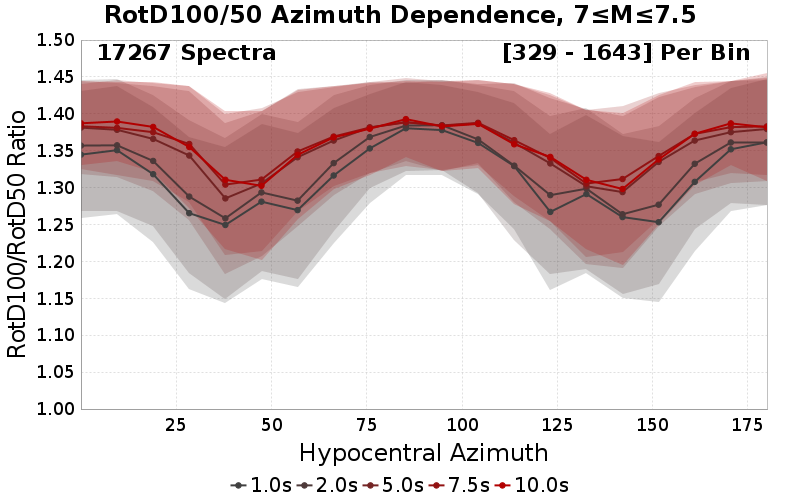 RotD100/50 Azimuth Dependence, 7≤M≤7.5
17267 Spectra
[329 - 1643] Per Bin
RotD100/RotD50 Ratio
1.50
1.45
1.40
1.35
1.30
1.25
1.20
1.15
1.10
1.05
1.00
25 50 75 100 125 150 175
Hypocentral Azimuth
1.0s 2.0s 5.0s 7.5s 10.0s